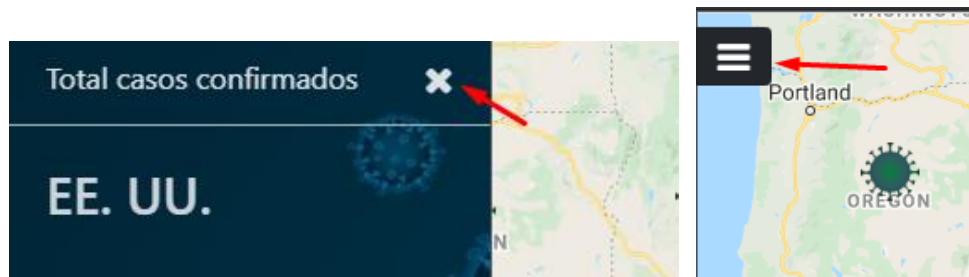 Total casos confirmados
EE. UU.
N
Portland
OREGON